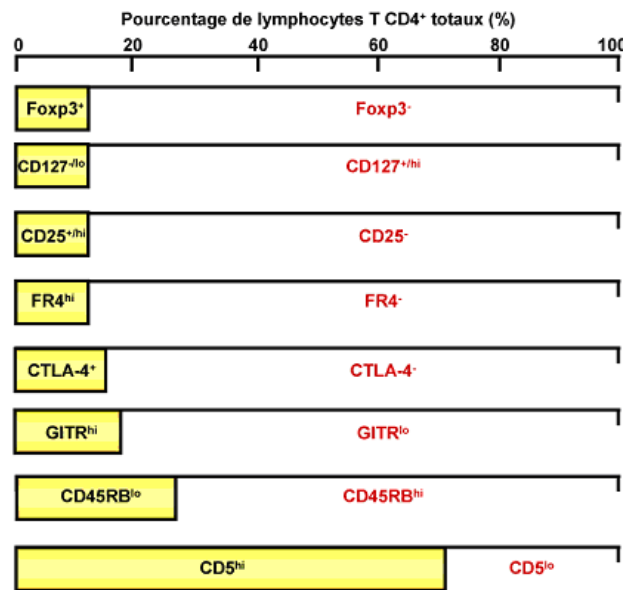 Pourcentage de lymphocytes T CD4⁺ totaux (%)
0 20 40 60 80 100
Foxp3⁺ Foxp3⁻
CD127⁻/ˡᵒ CD127⁺/ʰⁱ
CD25⁺/ʰⁱ CD25⁻
FR4ʰⁱ FR4⁻
CTLA-4⁺ CTLA-4⁻
GITRʰⁱ GITRˡᵒ
CD45RBˡᵒ CD45RBʰⁱ
CD5ʰⁱ CD5ˡᵒ